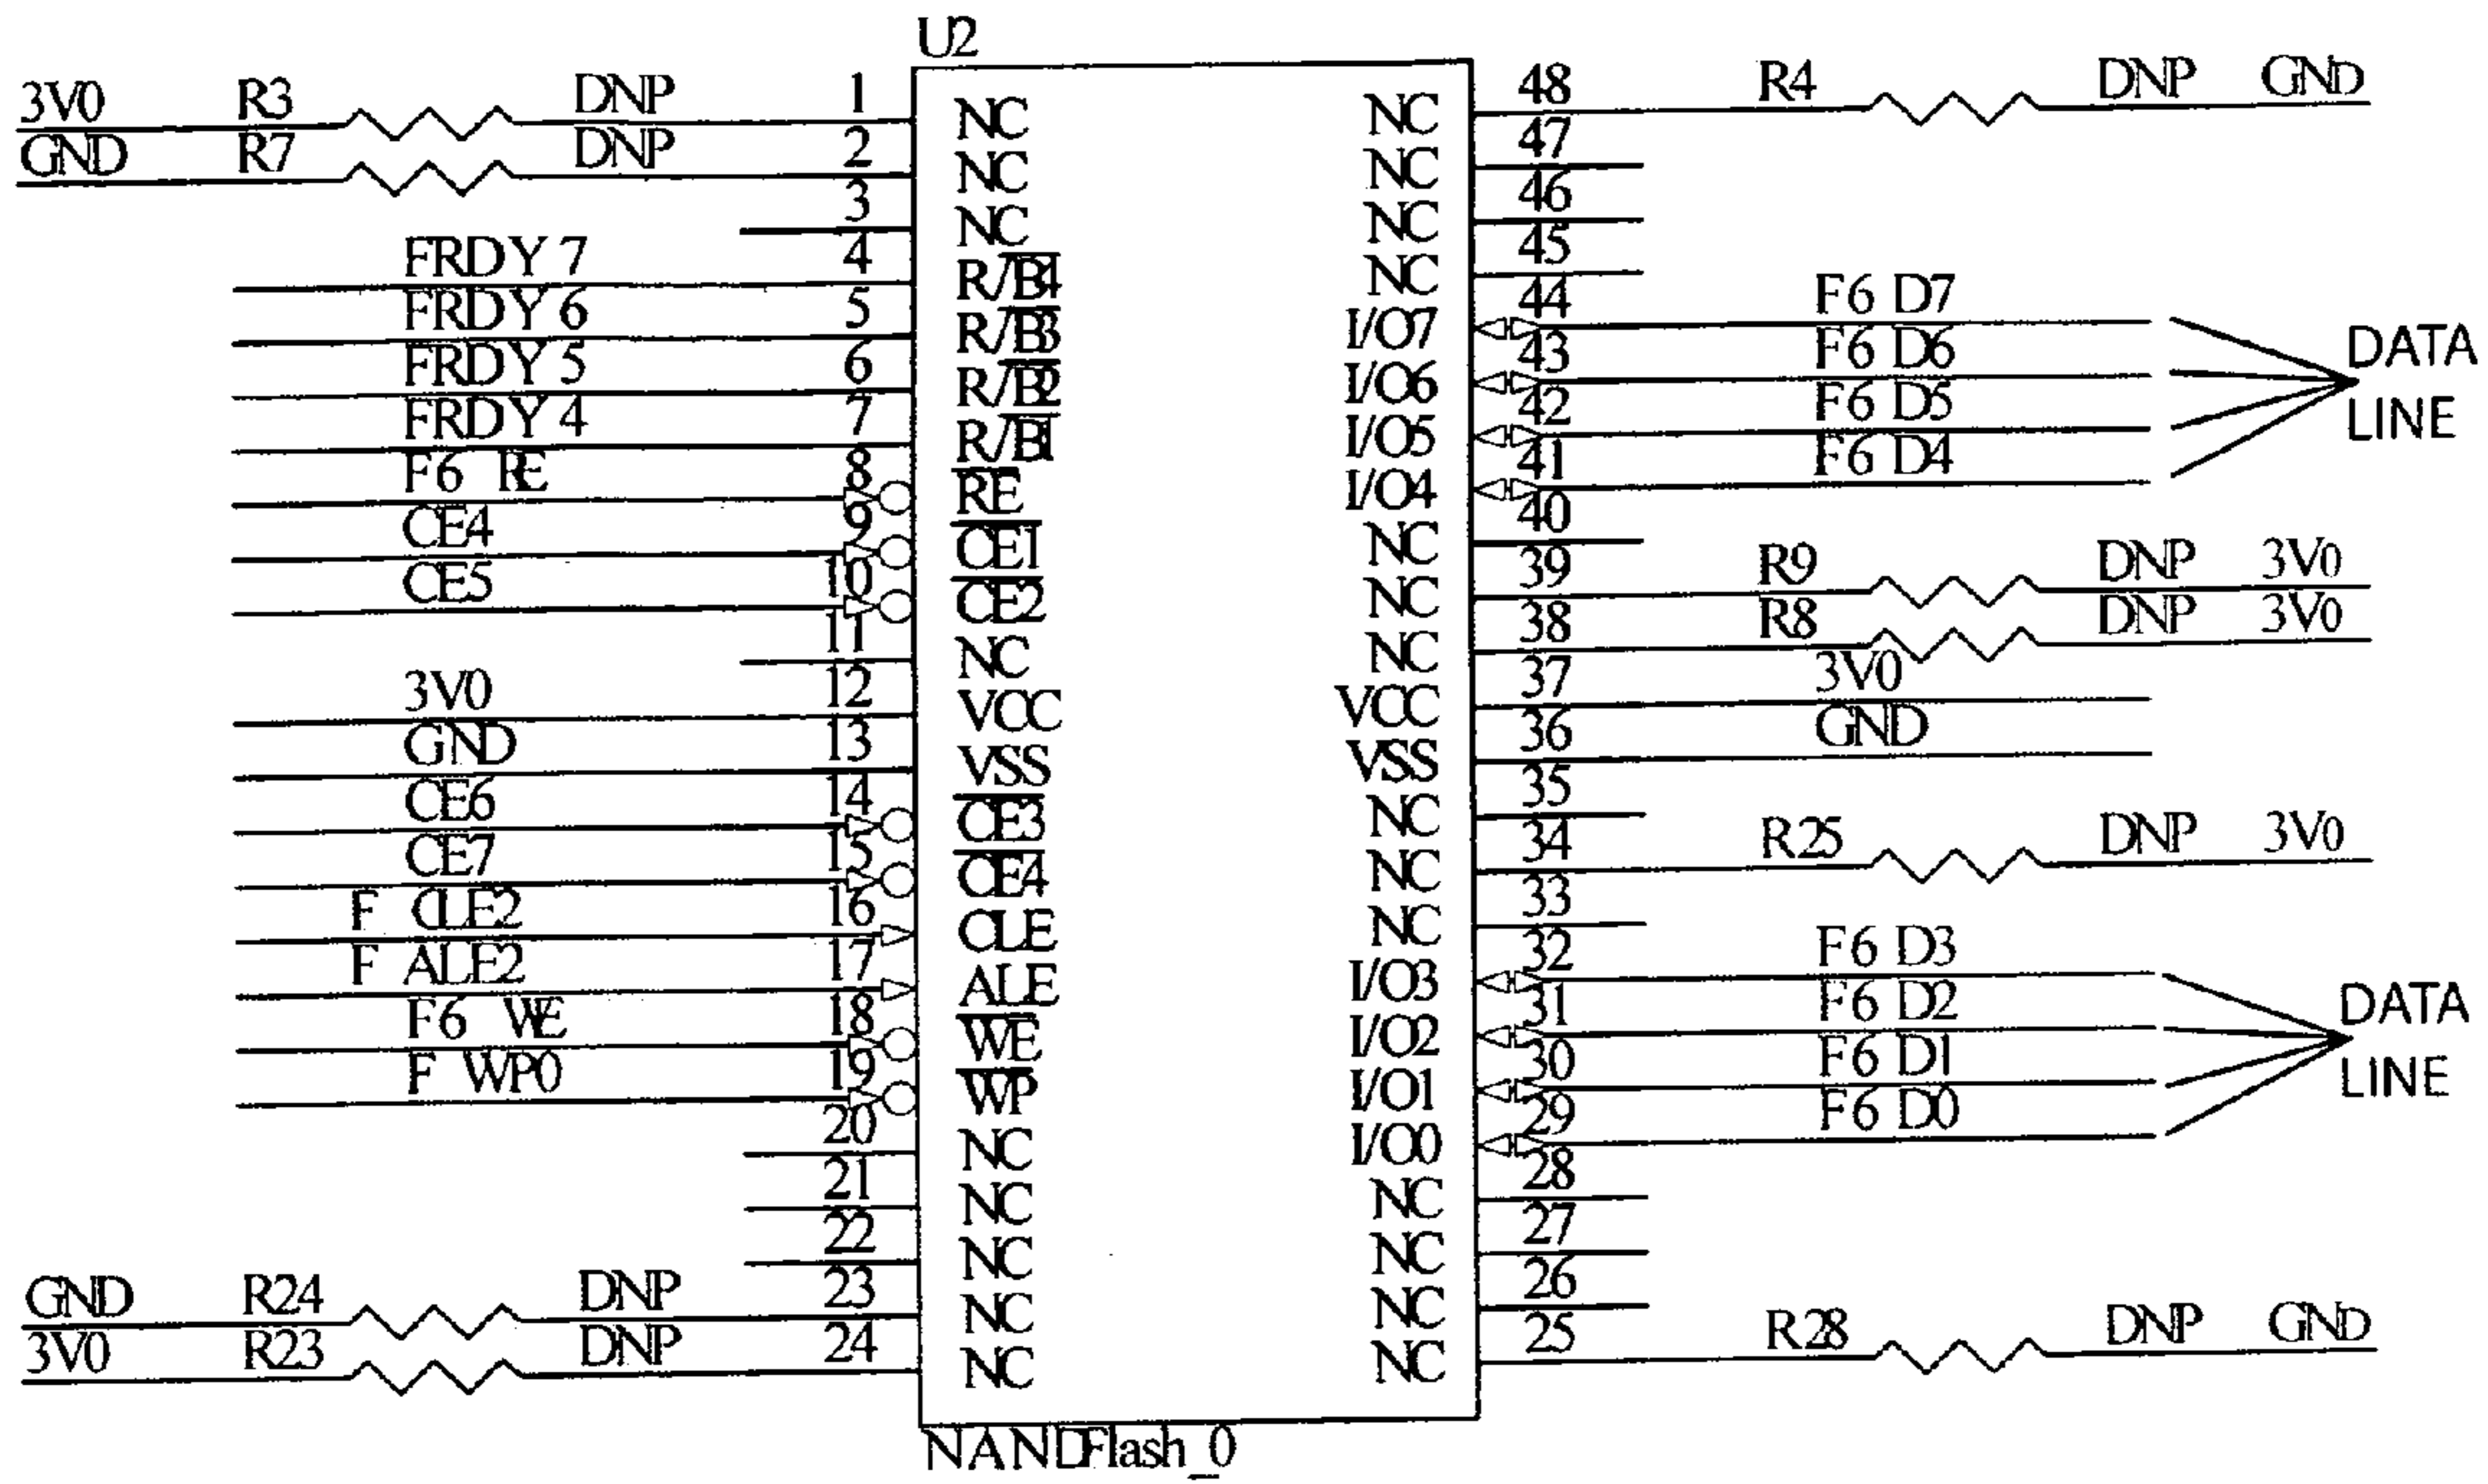 U2
3V0 R3 DNP 1 NC
GND R7 DNP 2 NC
3 NC
FRDY 7 4 R/B4
FRDY 6 5 R/B3
FRDY 5 6 R/B2
FRDY 4 7 R/B1
F6 RE 8 RE
CE4 9 CE1
CE5 10 CE2
11 NC
3V0 12 VCC
GND 13 VSS
CE6 14 CE3
CE7 15 CE4
F CLE2 16 CLE
F ALE2 17 ALE
F6 WE 18 WE
F WP0 19 WP
20 NC
21 NC
22 NC
GND R24 DNP 23 NC
3V0 R23 DNP 24 NC
NC 48 R4 DNP GND
NC 47
NC 46
NC 45
I/O7 44 F6 D7
I/O6 43 F6 D6
I/O5 42 F6 D5
I/O4 41 F6 D4
DATA
LINE
NC 40
NC 39 R9 DNP 3V0
NC 38 R8 DNP 3V0
VCC 37 3V0
VSS 36 GND
NC 35
NC 34 R25 DNP 3V0
NC 33
I/O3 32 F6 D3
I/O2 31 F6 D2
I/O1 30 F6 D1
I/O0 29 F6 D0
DATA
LINE
NC 28
NC 27
NC 26
NC 25 R28 DNP GND
NANDFlash_0